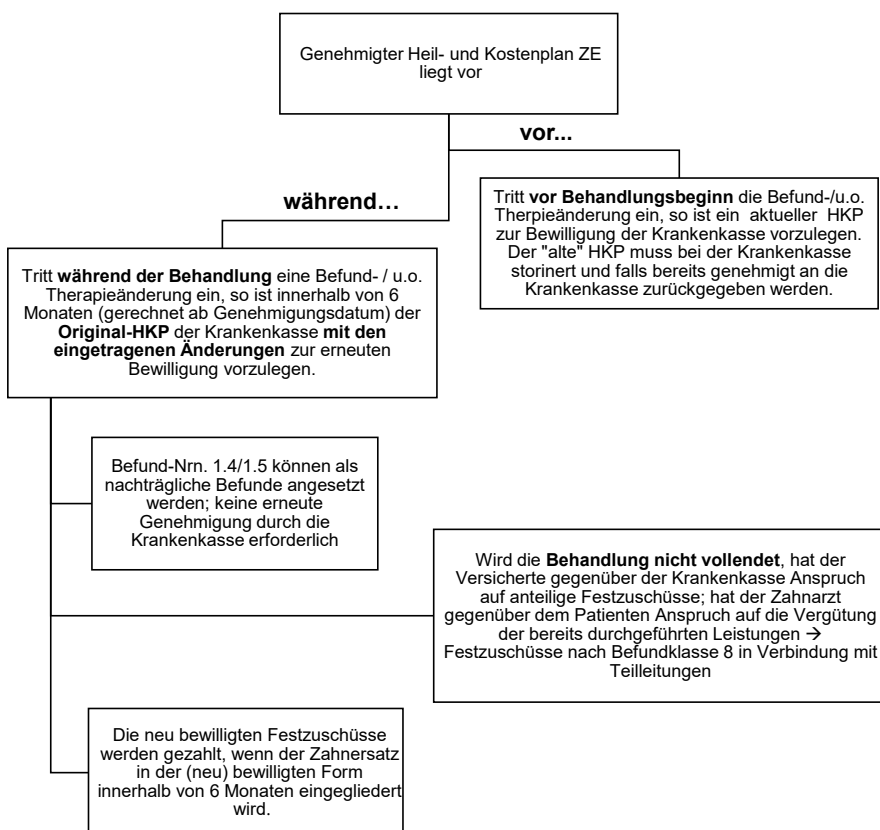 Genehmigter Heil- und Kostenplan ZE
liegt vor
vor...
während…
Tritt vor Behandlungsbeginn die Befund-/u.o.
Therpieänderung ein, so ist ein aktueller HKP
zur Bewilligung der Krankenkasse vorzulegen.
Der "alte" HKP muss bei der Krankenkasse
storinert und falls bereits genehmigt an die
Krankenkasse zurückgegeben werden.
Tritt während der Behandlung eine Befund- / u.o.
Therapieänderung ein, so ist innerhalb von 6
Monaten (gerechnet ab Genehmigungsdatum) der
Original-HKP der Krankenkasse mit den
eingetragenen Änderungen zur erneuten
Bewilligung vorzulegen.
Befund-Nrn. 1.4/1.5 können als
nachträgliche Befunde angesetzt
werden; keine erneute
Genehmigung durch die
Krankenkasse erforderlich
Wird die Behandlung nicht vollendet, hat der
Versicherte gegenüber der Krankenkasse Anspruch
auf anteilige Festzuschüsse; hat der Zahnarzt
gegenüber dem Patienten Anspruch auf die Vergütung
der bereits durchgeführten Leistungen →
Festzuschüsse nach Befundklasse 8 in Verbindung mit
Teilleitungen
Die neu bewilligten Festzuschüsse
werden gezahlt, wenn der Zahnersatz
in der (neu) bewilligten Form
innerhalb von 6 Monaten eingegliedert
wird.